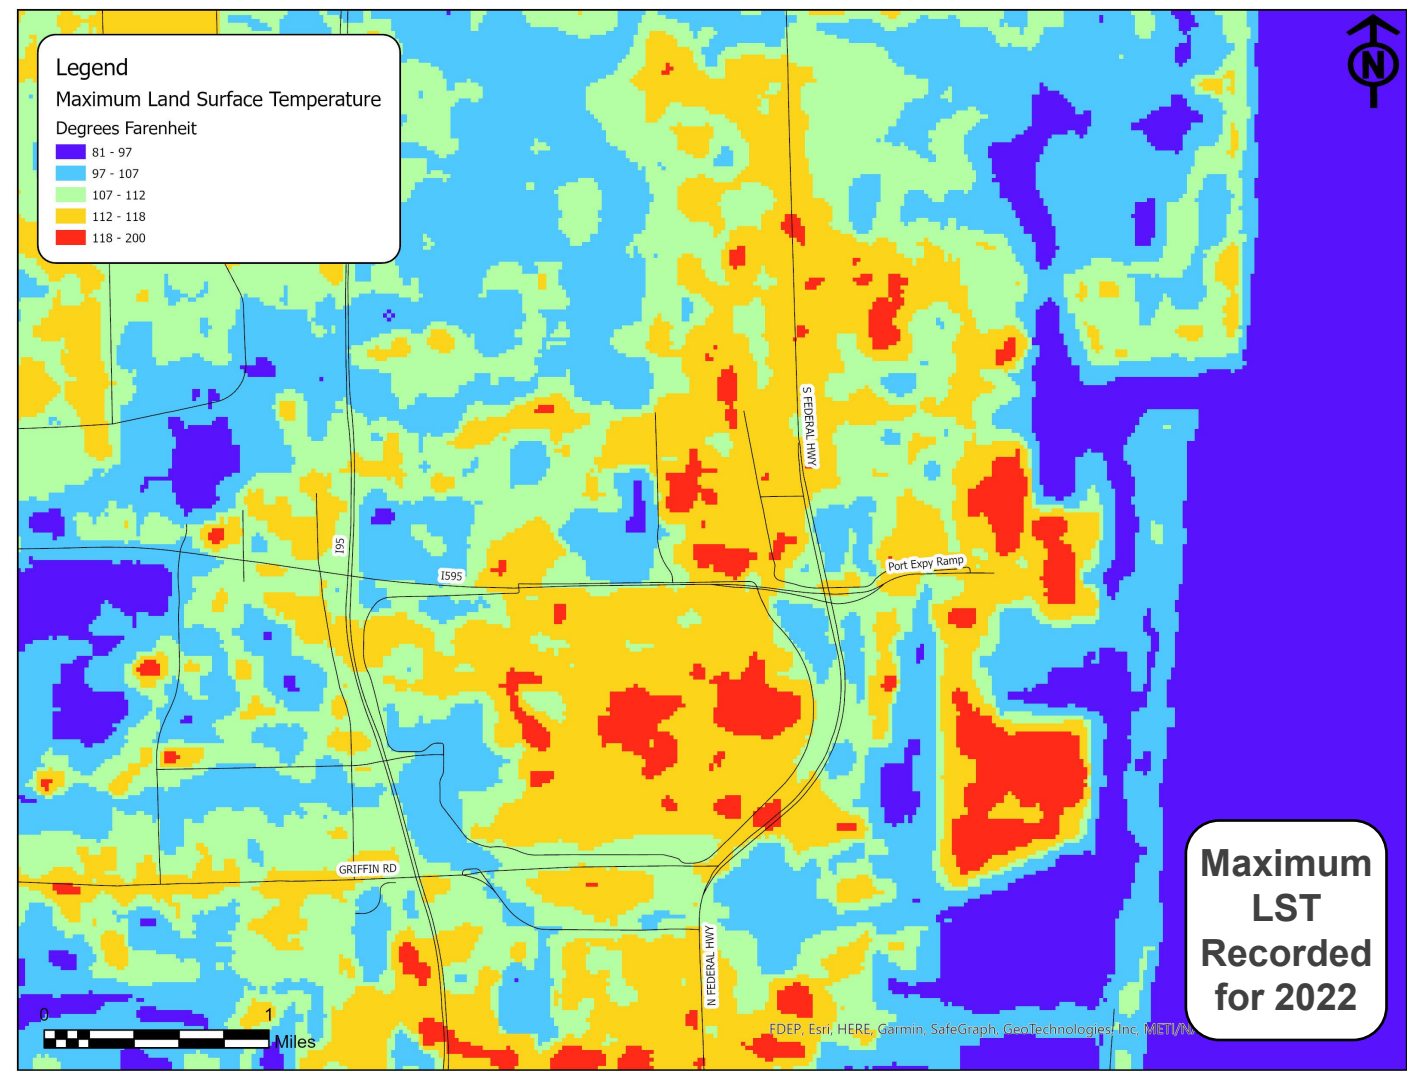 N
Legend
Maximum Land Surface Temperature
Degrees Farenheit
81 - 97
97 - 107
107 - 112
112 - 118
118 - 200
S FEDERAL HWY
I95
I595
Port Expy Ramp
GRIFFIN RD
N FEDERAL HWY
Maximum
LST
Recorded
for 2022
0 1
Miles
FDEP, Esri, HERE, Garmin, SafeGraph, GeoTechnologies, Inc, METI/N